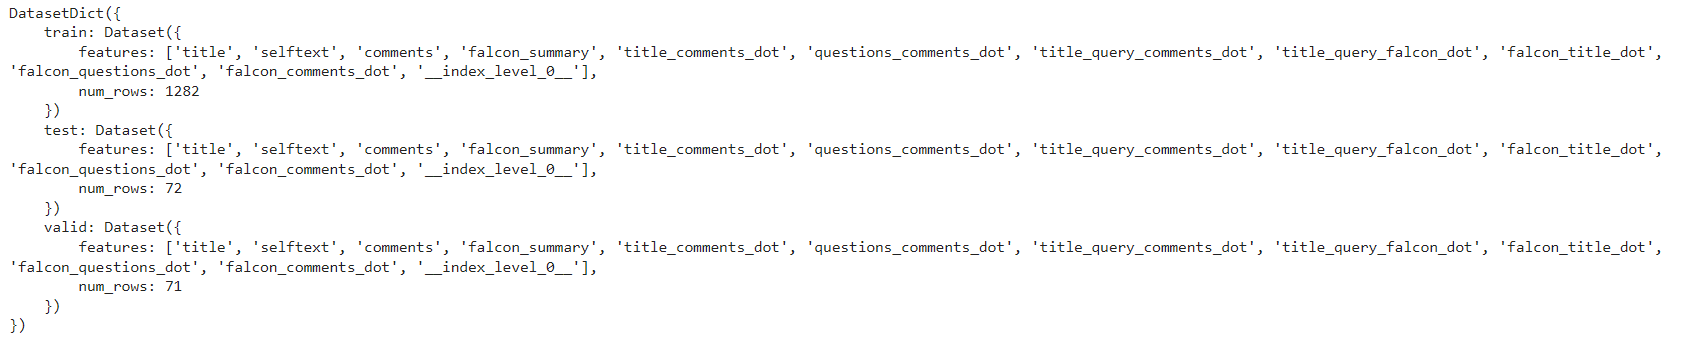 DatasetDict({
    train: Dataset({
        features: ['title', 'selftext', 'comments', 'falcon_summary', 'title_comments_dot', 'questions_comments_dot', 'title_query_comments_dot', 'title_query_falcon_dot', 'falcon_title_dot',
'falcon_questions_dot', 'falcon_comments_dot', '__index_level_0__'],
        num_rows: 1282
    })
    test: Dataset({
        features: ['title', 'selftext', 'comments', 'falcon_summary', 'title_comments_dot', 'questions_comments_dot', 'title_query_comments_dot', 'title_query_falcon_dot', 'falcon_title_dot',
'falcon_questions_dot', 'falcon_comments_dot', '__index_level_0__'],
        num_rows: 72
    })
    valid: Dataset({
        features: ['title', 'selftext', 'comments', 'falcon_summary', 'title_comments_dot', 'questions_comments_dot', 'title_query_comments_dot', 'title_query_falcon_dot', 'falcon_title_dot',
'falcon_questions_dot', 'falcon_comments_dot', '__index_level_0__'],
        num_rows: 71
    })
})